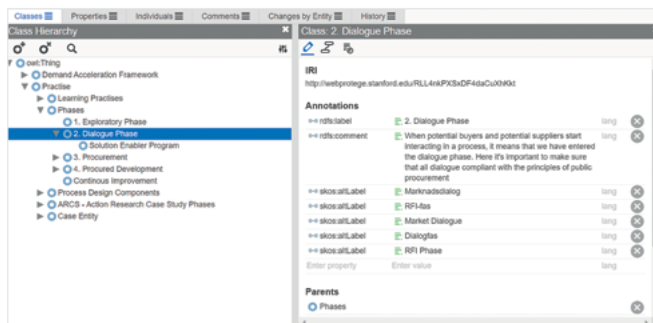 Classes Properties Individuals Comments Changes by Entity History
Class Hierarchy
owl:Thing
Demand Acceleration Framework
Practise
Learning Practises
Phases
1. Exploratory Phase
2. Dialogue Phase
Solution Enabler Program
3. Procurement
4. Procured Development
Continous Improvement
Process Design Components
ARCS - Action Research Case Study Phases
Case Entity
Class: 2. Dialogue Phase
IRI
http://webprotege.stanford.edu/RLL4nkPXSxDF4daCuXhKkt
Annotations
rdfs:label 2. Dialogue Phase lang
rdfs:comment When potential buyers and potential suppliers start lang
interacting in a process, it means that we have entered
the dialogue phase. Here it's important to make sure
that all dialogue compliant with the principles of public
procurement
skos:altLabel Marknadsdialog lang
skos:altLabel RFI-fas lang
skos:altLabel Market Dialogue lang
skos:altLabel Dialogfas lang
skos:altLabel RFI Phase lang
Enter property Enter value lang
Parents
Phases